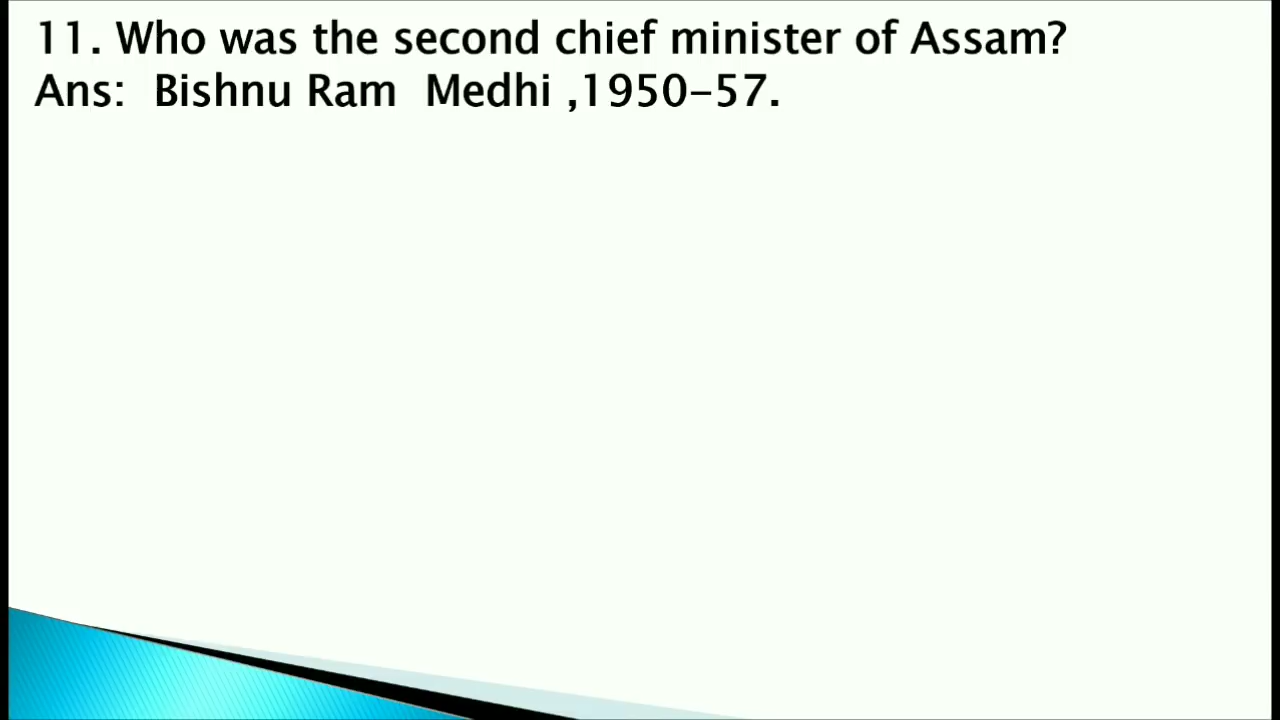 11. Who was the second chief minister of Assam?
Ans:  Bishnu Ram  Medhi ,1950-57.